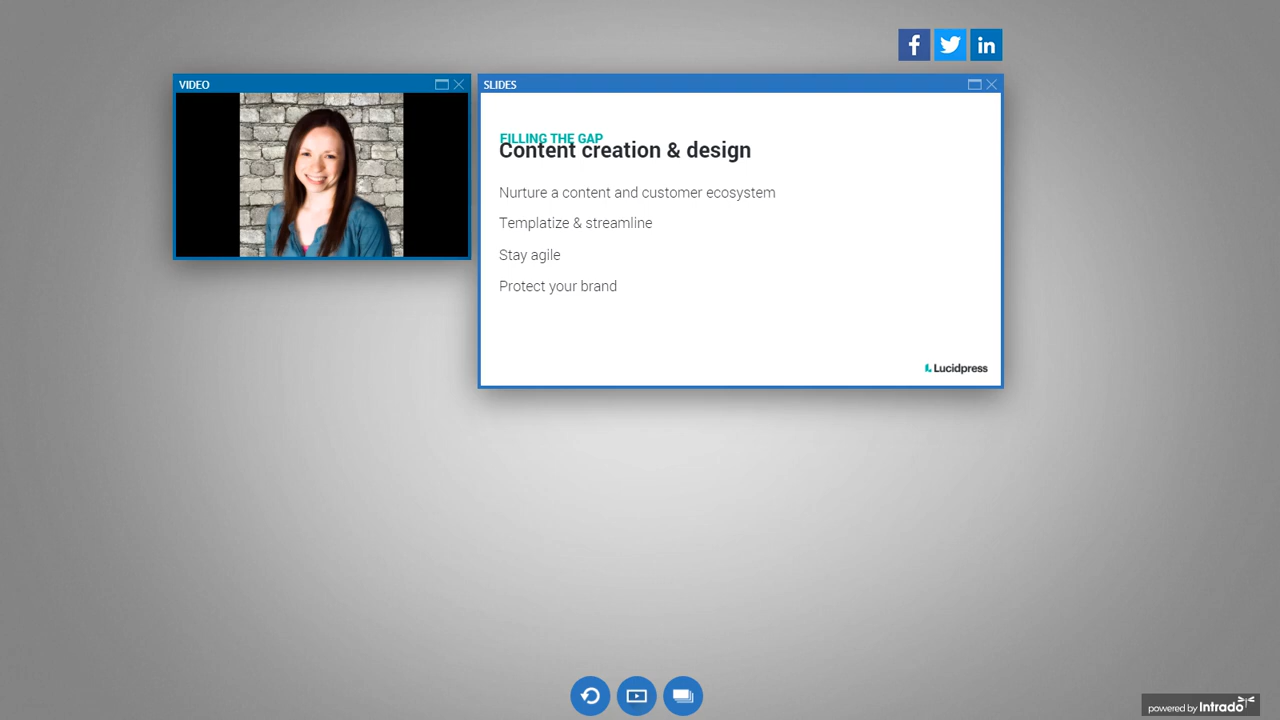 VIDEO
SLIDES
FILLING THE GAP
Content creation & design
Nurture a content and customer ecosystem
Templatize & streamline
Stay agile
Protect your brand
Lucidpress
powered by Intrado